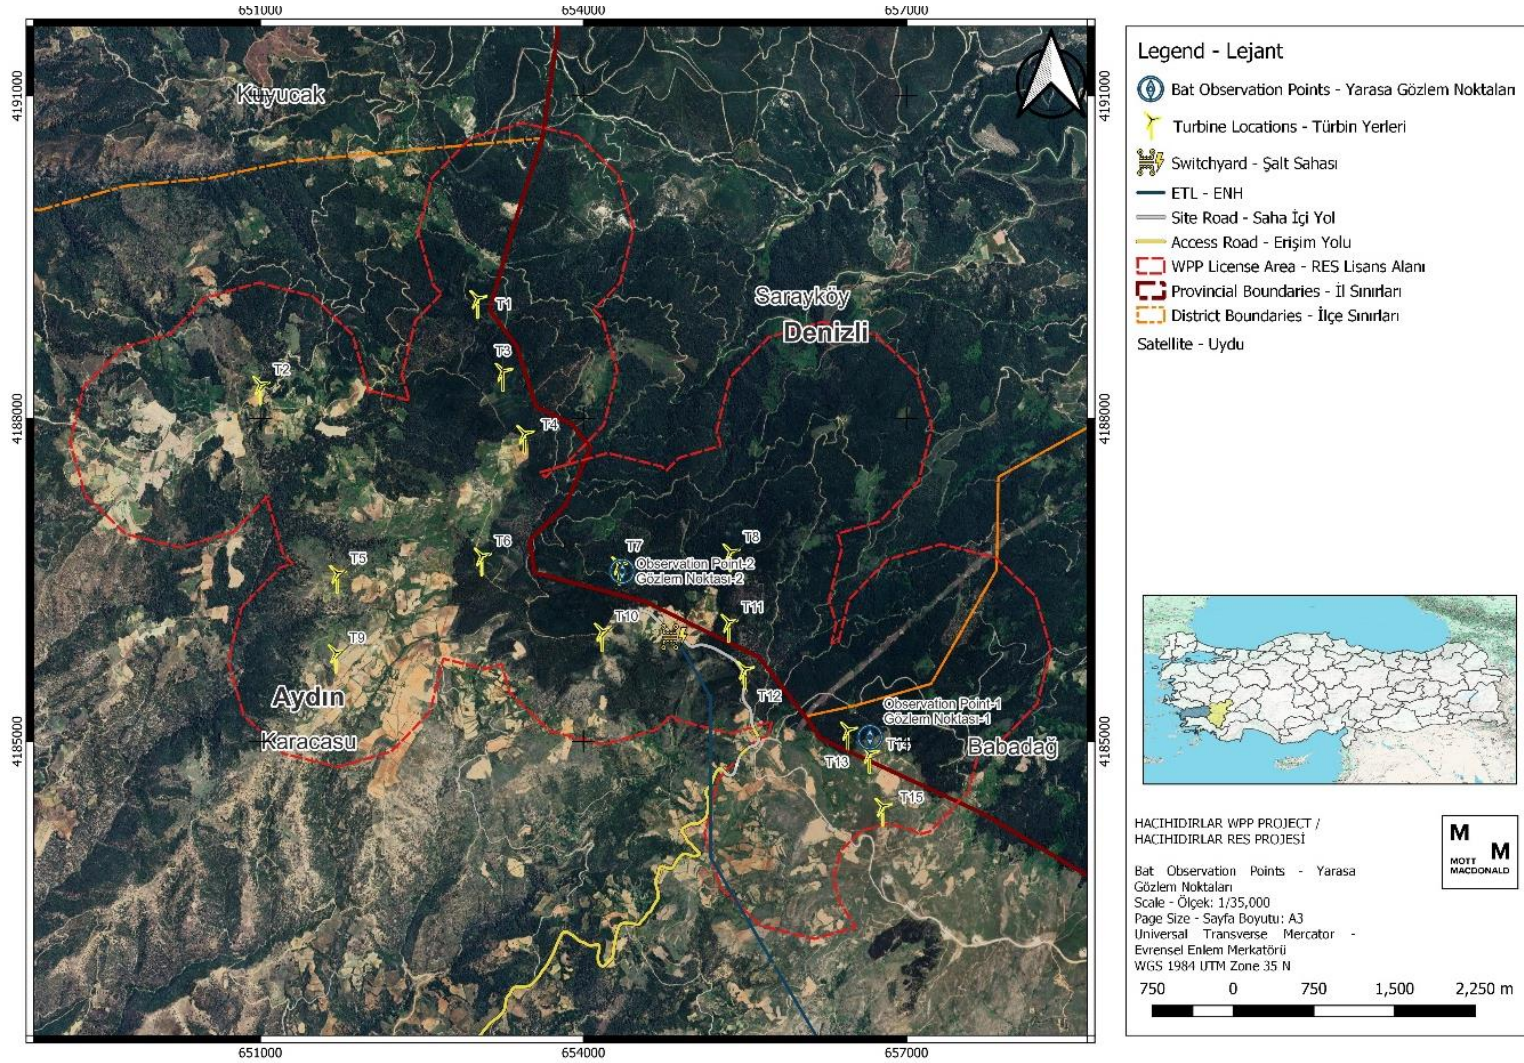 651000
654000
657000
4191000
4188000
4185000
4191000
4188000
4185000
651000
654000
657000
Kuyucak
Sarayköy
Denizli
T1
T3
T2
T4
T6
T5
T7
T8
Observation Point-2
Gözlem Noktası-2
T10
T11
T9
T12
Aydın
Karacasu
Observation Point-1
Gözlem Noktası-1
T14
T13
Babadağ
T15
Legend - Lejant
Bat Observation Points - Yarasa Gözlem Noktaları
Turbine Locations - Türbin Yerleri
Switchyard - Şalt Sahası
ETL - ENH
Site Road - Saha İçi Yol
Access Road - Erişim Yolu
WPP License Area - RES Lisans Alanı
Provincial Boundaries - İl Sınırları
District Boundaries - İlçe Sınırları
Satellite - Uydu
HACIHIDIRLAR WPP PROJECT /
HACIHIDIRLAR RES PROJESİ
M
M
MOTT
MACDONALD
Bat Observation Points - Yarasa
Gözlem Noktaları
Scale - Ölçek: 1/35,000
Page Size - Sayfa Boyutu: A3
Universal Transverse Mercator -
Evrensel Enlem Merkatörü
WGS 1984 UTM Zone 35 N
750 0 750 1,500 2,250 m